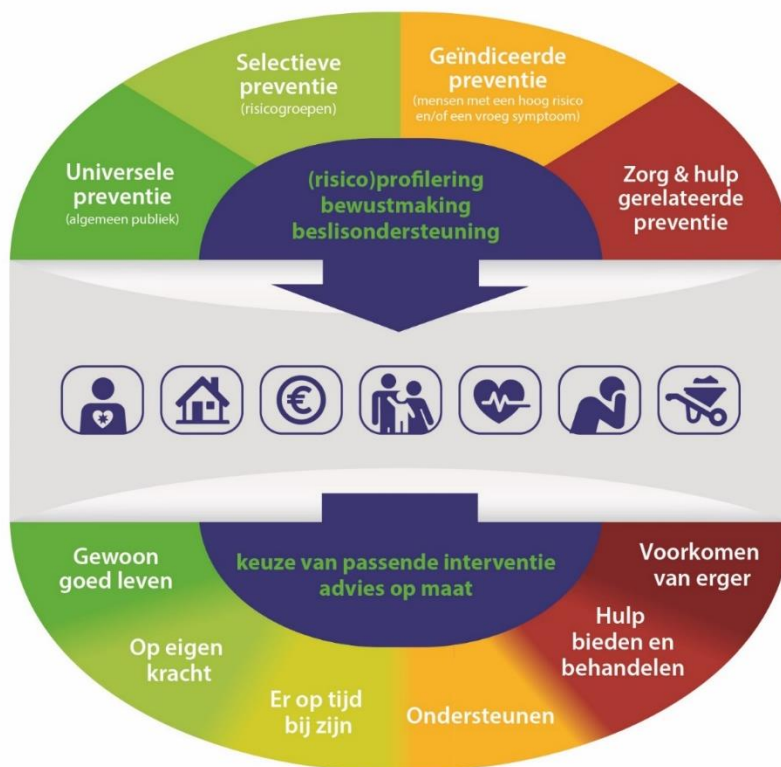 Universele
preventie
(algemeen publiek)
Selectieve
preventie
(risicogroepen)
Geïndiceerde
preventie
(mensen met een hoog risico
en/of een vroeg symptoom)
Zorg & hulp
gerelateerde
preventie
(risico)profilering
bewustmaking
beslisondersteuning
€
keuze van passende interventie
advies op maat
Gewoon
goed leven
Op eigen
kracht
Er op tijd
bij zijn
Ondersteunen
Hulp
bieden en
behandelen
Voorkomen
van erger